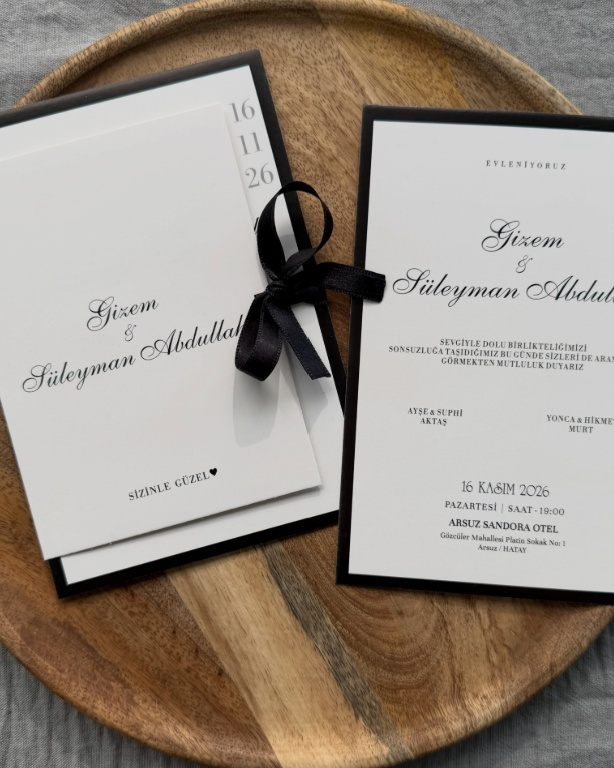 16
11
26
Gizem
&
Süleyman Abdullah
SİZİNLE GÜZEL
EVLENİYORUZ
Gizem
&
Süleyman Abdul
SEVGİYLE DOLU BİRLİKTELİĞİMİZİ
SONSUZLUĞA TAŞIDIĞIMIZ BU GÜNDE SİZLERİ DE ARA
GÖRMEKTEN MUTLULUK DUYARIZ
AYŞE & SUPHİ
AKTAŞ
YONCA & HİKME
MURT
16 KASIM 2026
PAZARTESİ | SAAT · 19:00
ARSUZ SANDORA OTEL
Gözcüler Mahallesi Platin Sokak No: 1
Arsuz / HATAY